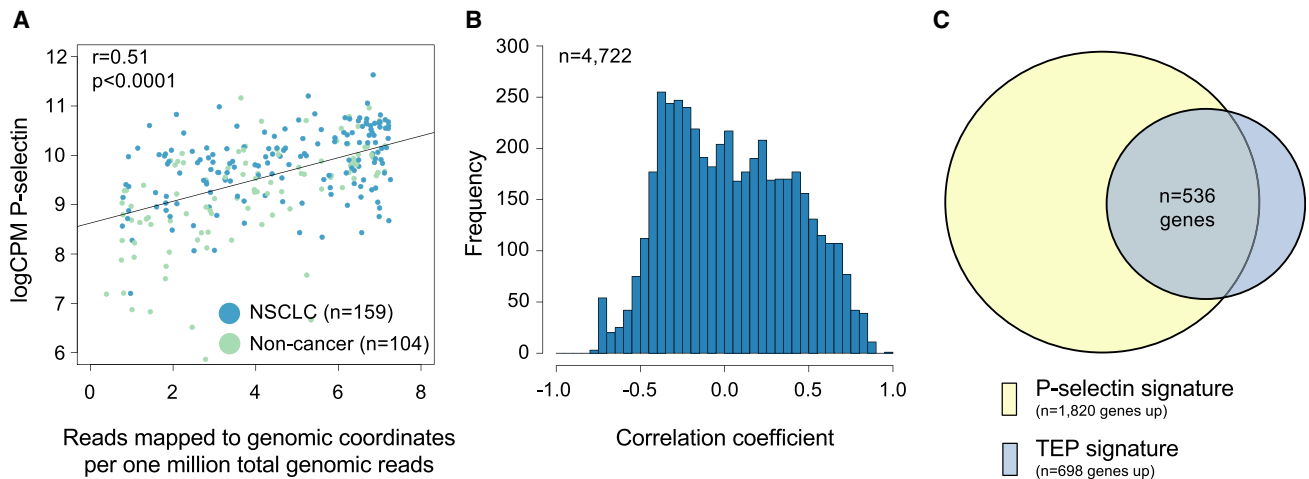 A
r=0.51
p<0.0001
12
11
10
9
8
7
6
logCPM P-selectin
NSCLC (n=159)
Non-cancer (n=104)
0
2
4
6
8
Reads mapped to genomic coordinates
per one million total genomic reads
B
n=4,722
300
250
200
150
100
50
0
Frequency
-1.0
-0.5
0.0
0.5
1.0
Correlation coefficient
C
n=536
genes
P-selectin signature
(n=1,820 genes up)
TEP signature
(n=698 genes up)